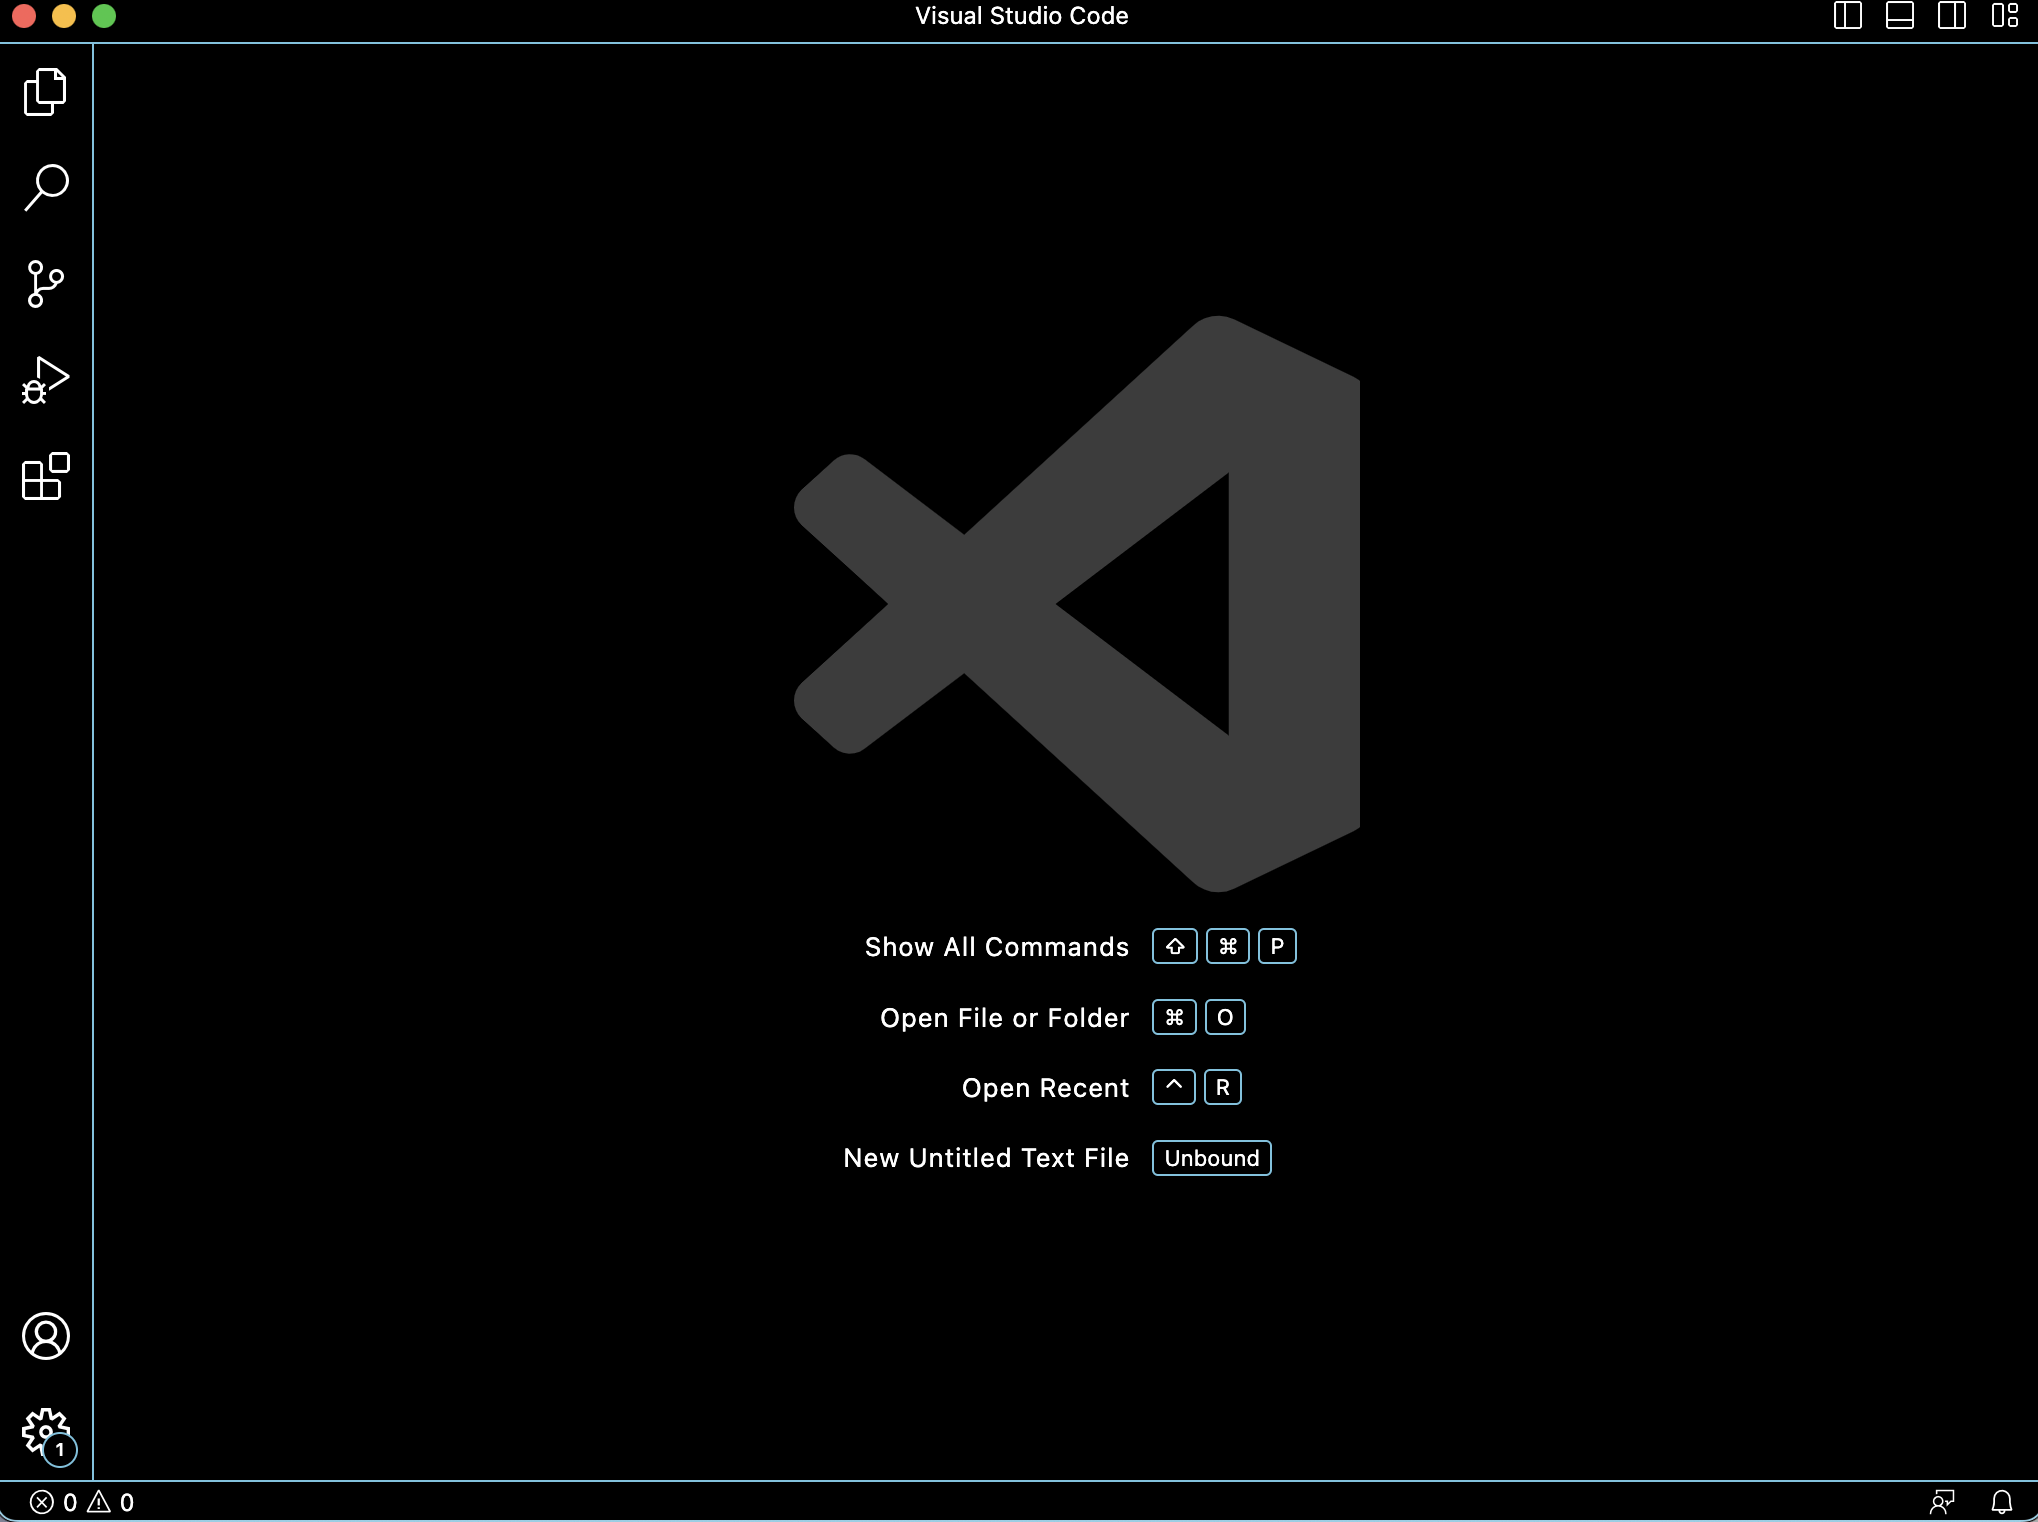 Visual Studio Code
Show All Commands ⇧ ⌘ P
Open File or Folder ⌘ O
Open Recent ^ R
New Untitled Text File Unbound
1
0 0